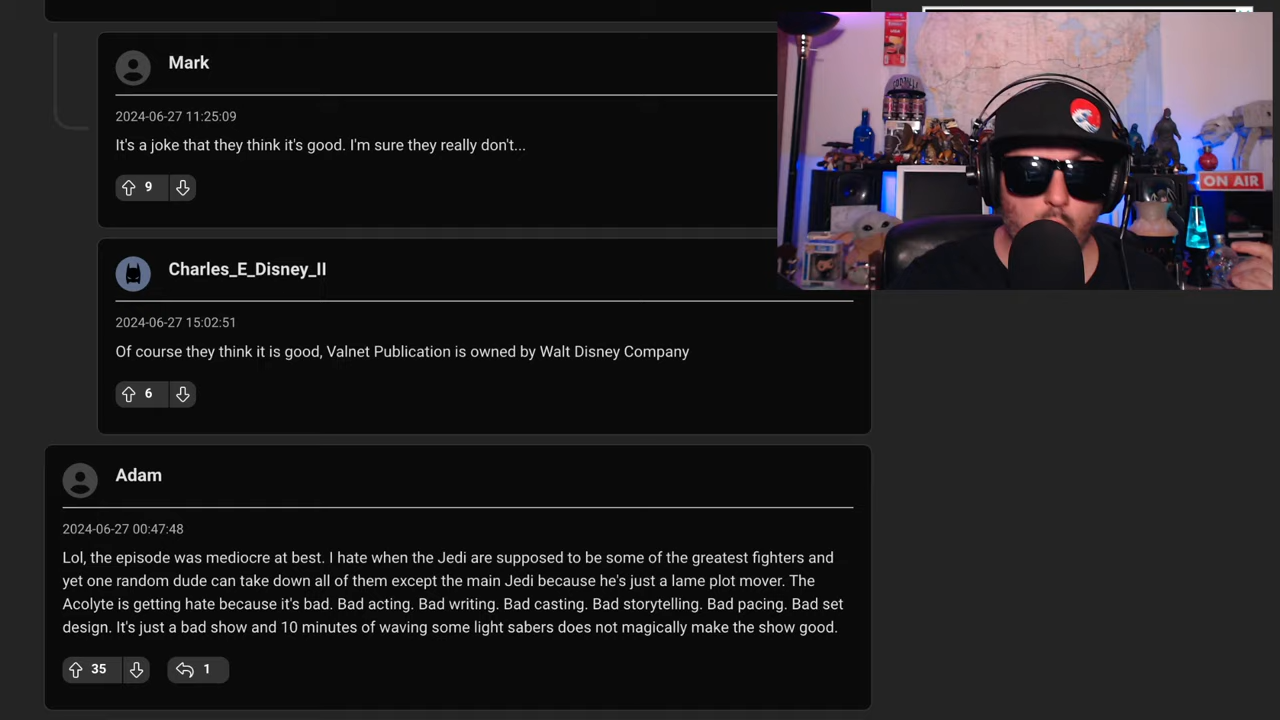 Mark
2024-06-27 11:25:09
It's a joke that they think it's good. I'm sure they really don't...
9
Charles_E_Disney_II
2024-06-27 15:02:51
Of course they think it is good, Valnet Publication is owned by Walt Disney Company
6
Adam
2024-06-27 00:47:48
Lol, the episode was mediocre at best. I hate when the Jedi are supposed to be some of the greatest fighters and
yet one random dude can take down all of them except the main Jedi because he's just a lame plot mover. The
Acolyte is getting hate because it's bad. Bad acting. Bad writing. Bad casting. Bad storytelling. Bad pacing. Bad set
design. It's just a bad show and 10 minutes of waving some light sabers does not magically make the show good.
35
1
ON AIR